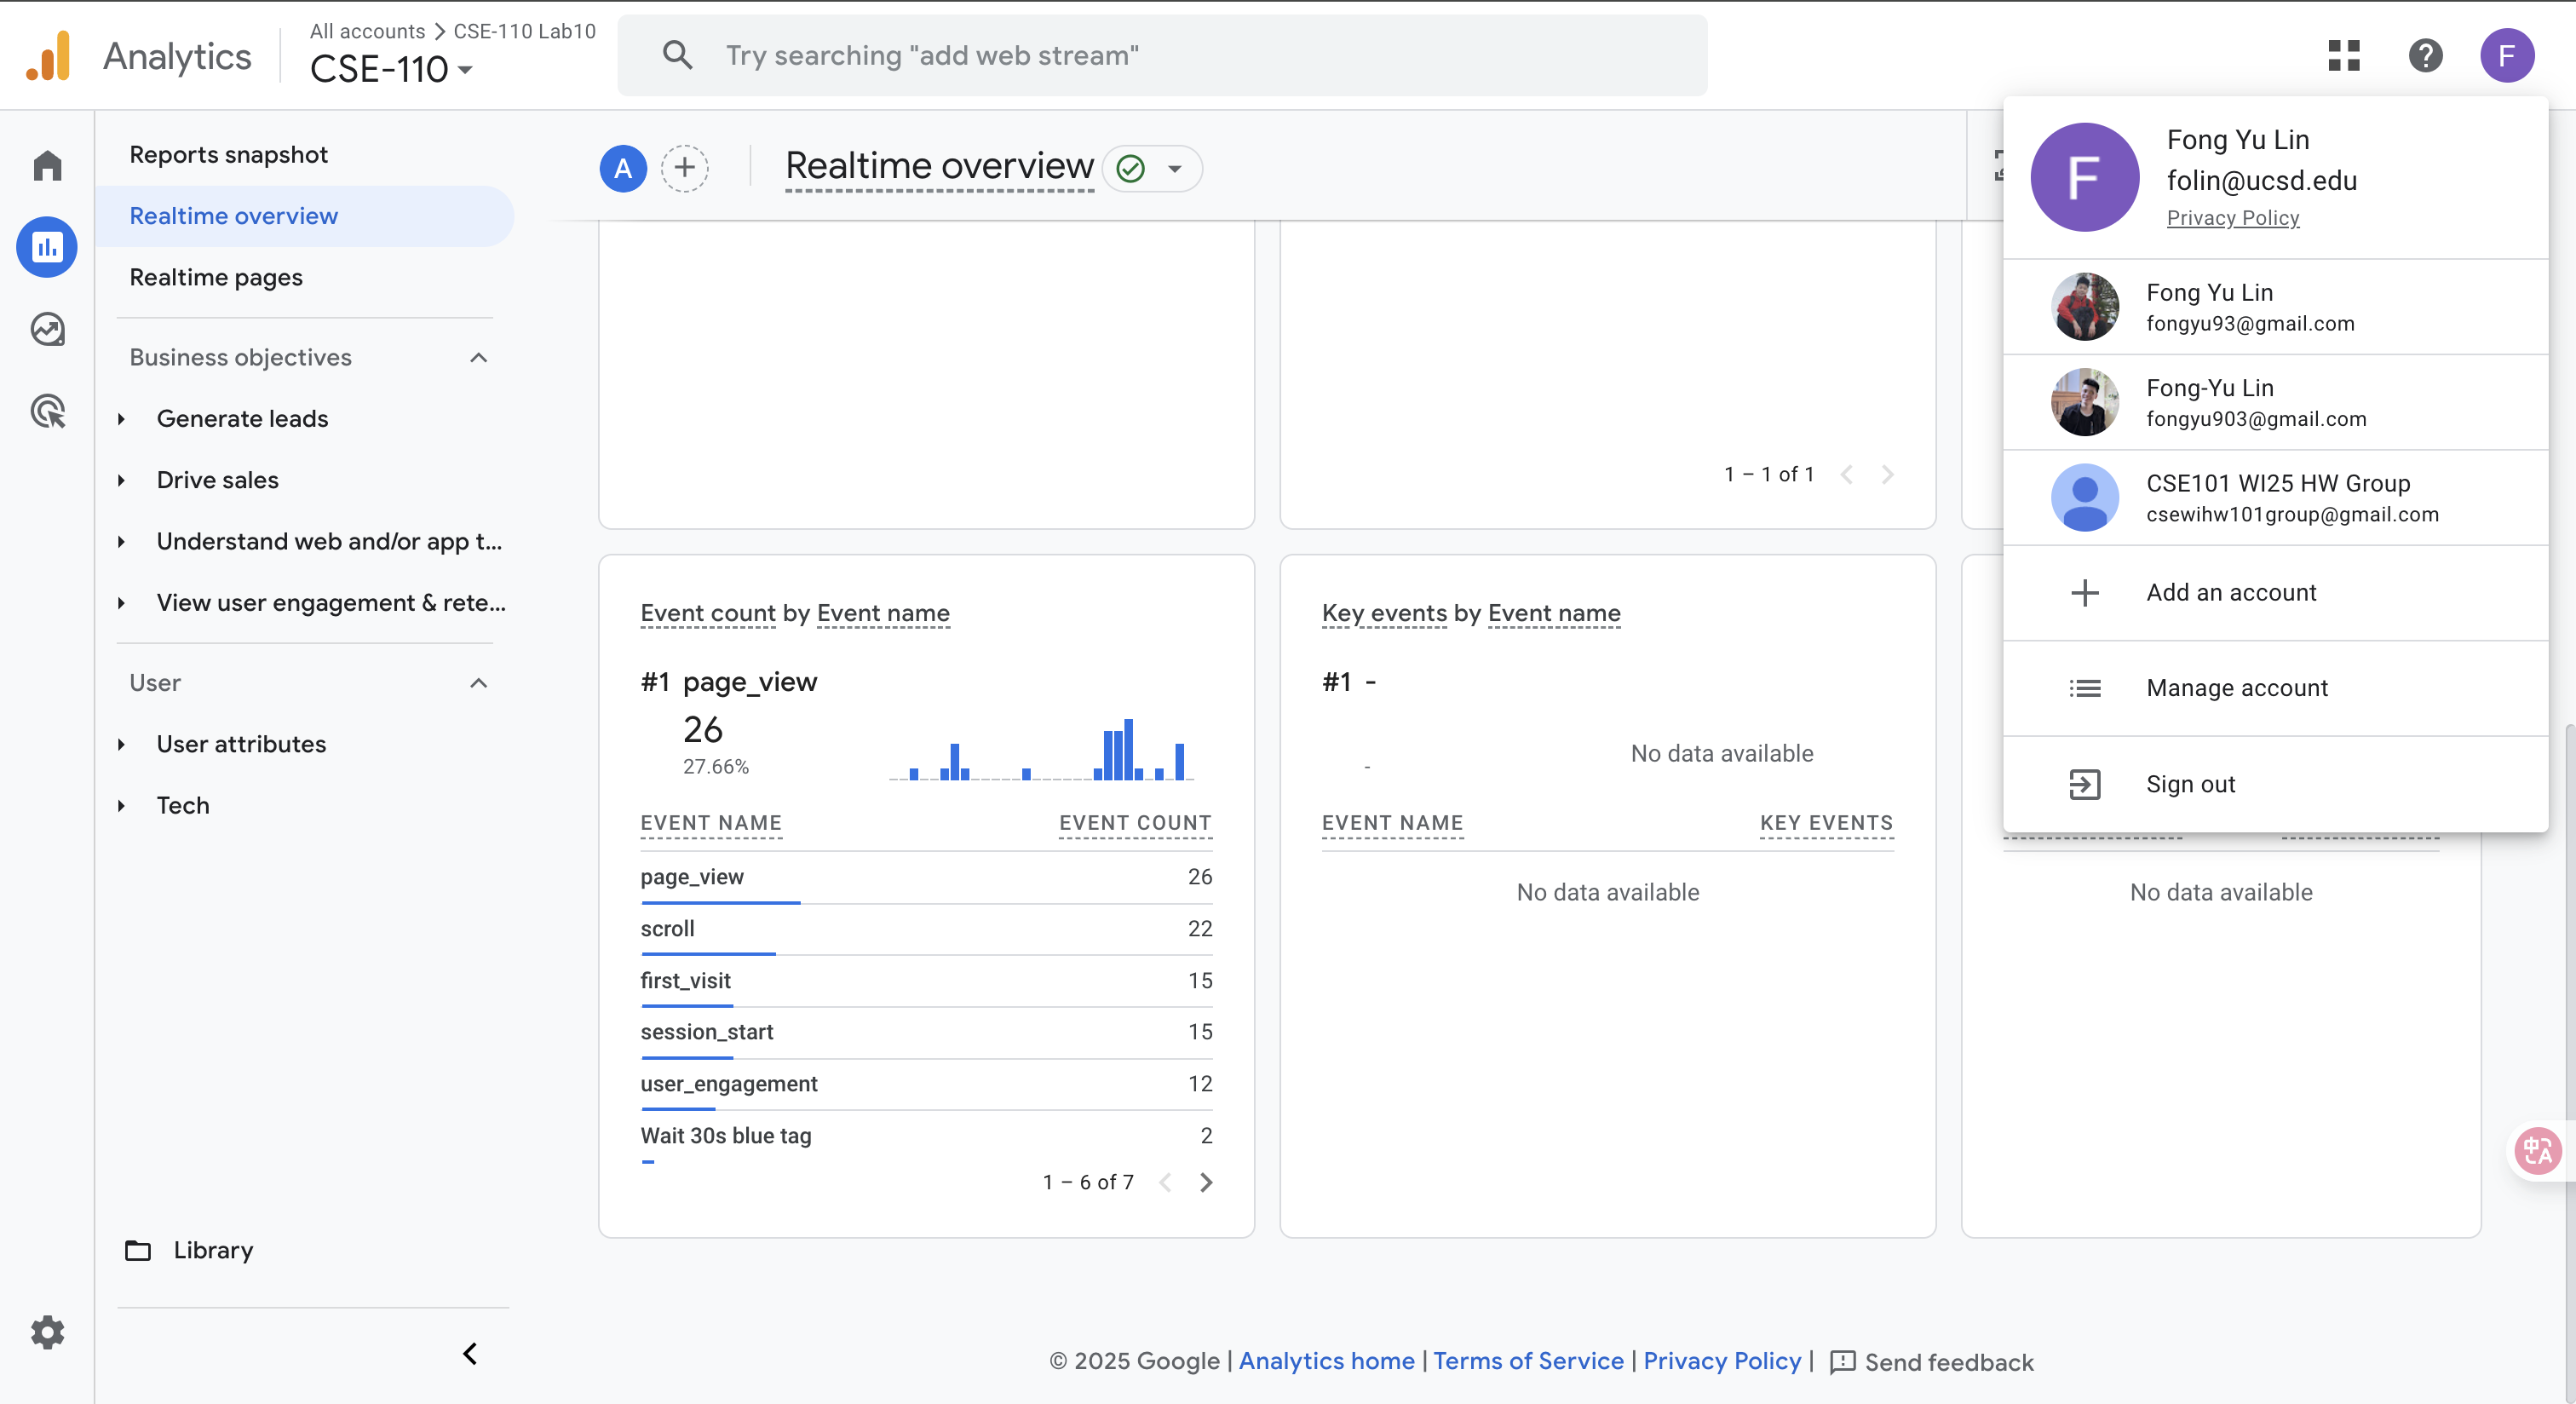 Analytics
All accounts > CSE-110 Lab10
CSE-110
Try searching "add web stream"
F
Reports snapshot
Realtime overview
Realtime pages
Business objectives
Generate leads
Drive sales
Understand web and/or app t...
View user engagement & rete...
User
User attributes
Tech
Library
A
Realtime overview
1 – 1 of 1
Event count by Event name
#1 page_view
26
27.66%
EVENT NAME EVENT COUNT
page_view 26
scroll 22
first_visit 15
session_start 15
user_engagement 12
Wait 30s blue tag 2
1 – 6 of 7
Key events by Event name
#1 -
-
No data available
EVENT NAME KEY EVENTS
No data available
No data available
F
Fong Yu Lin
folin@ucsd.edu
Privacy Policy
Fong Yu Lin
fongyu93@gmail.com
Fong-Yu Lin
fongyu903@gmail.com
CSE101 WI25 HW Group
csewihw101group@gmail.com
Add an account
Manage account
Sign out
中A
© 2025 Google | Analytics home | Terms of Service | Privacy Policy | Send feedback